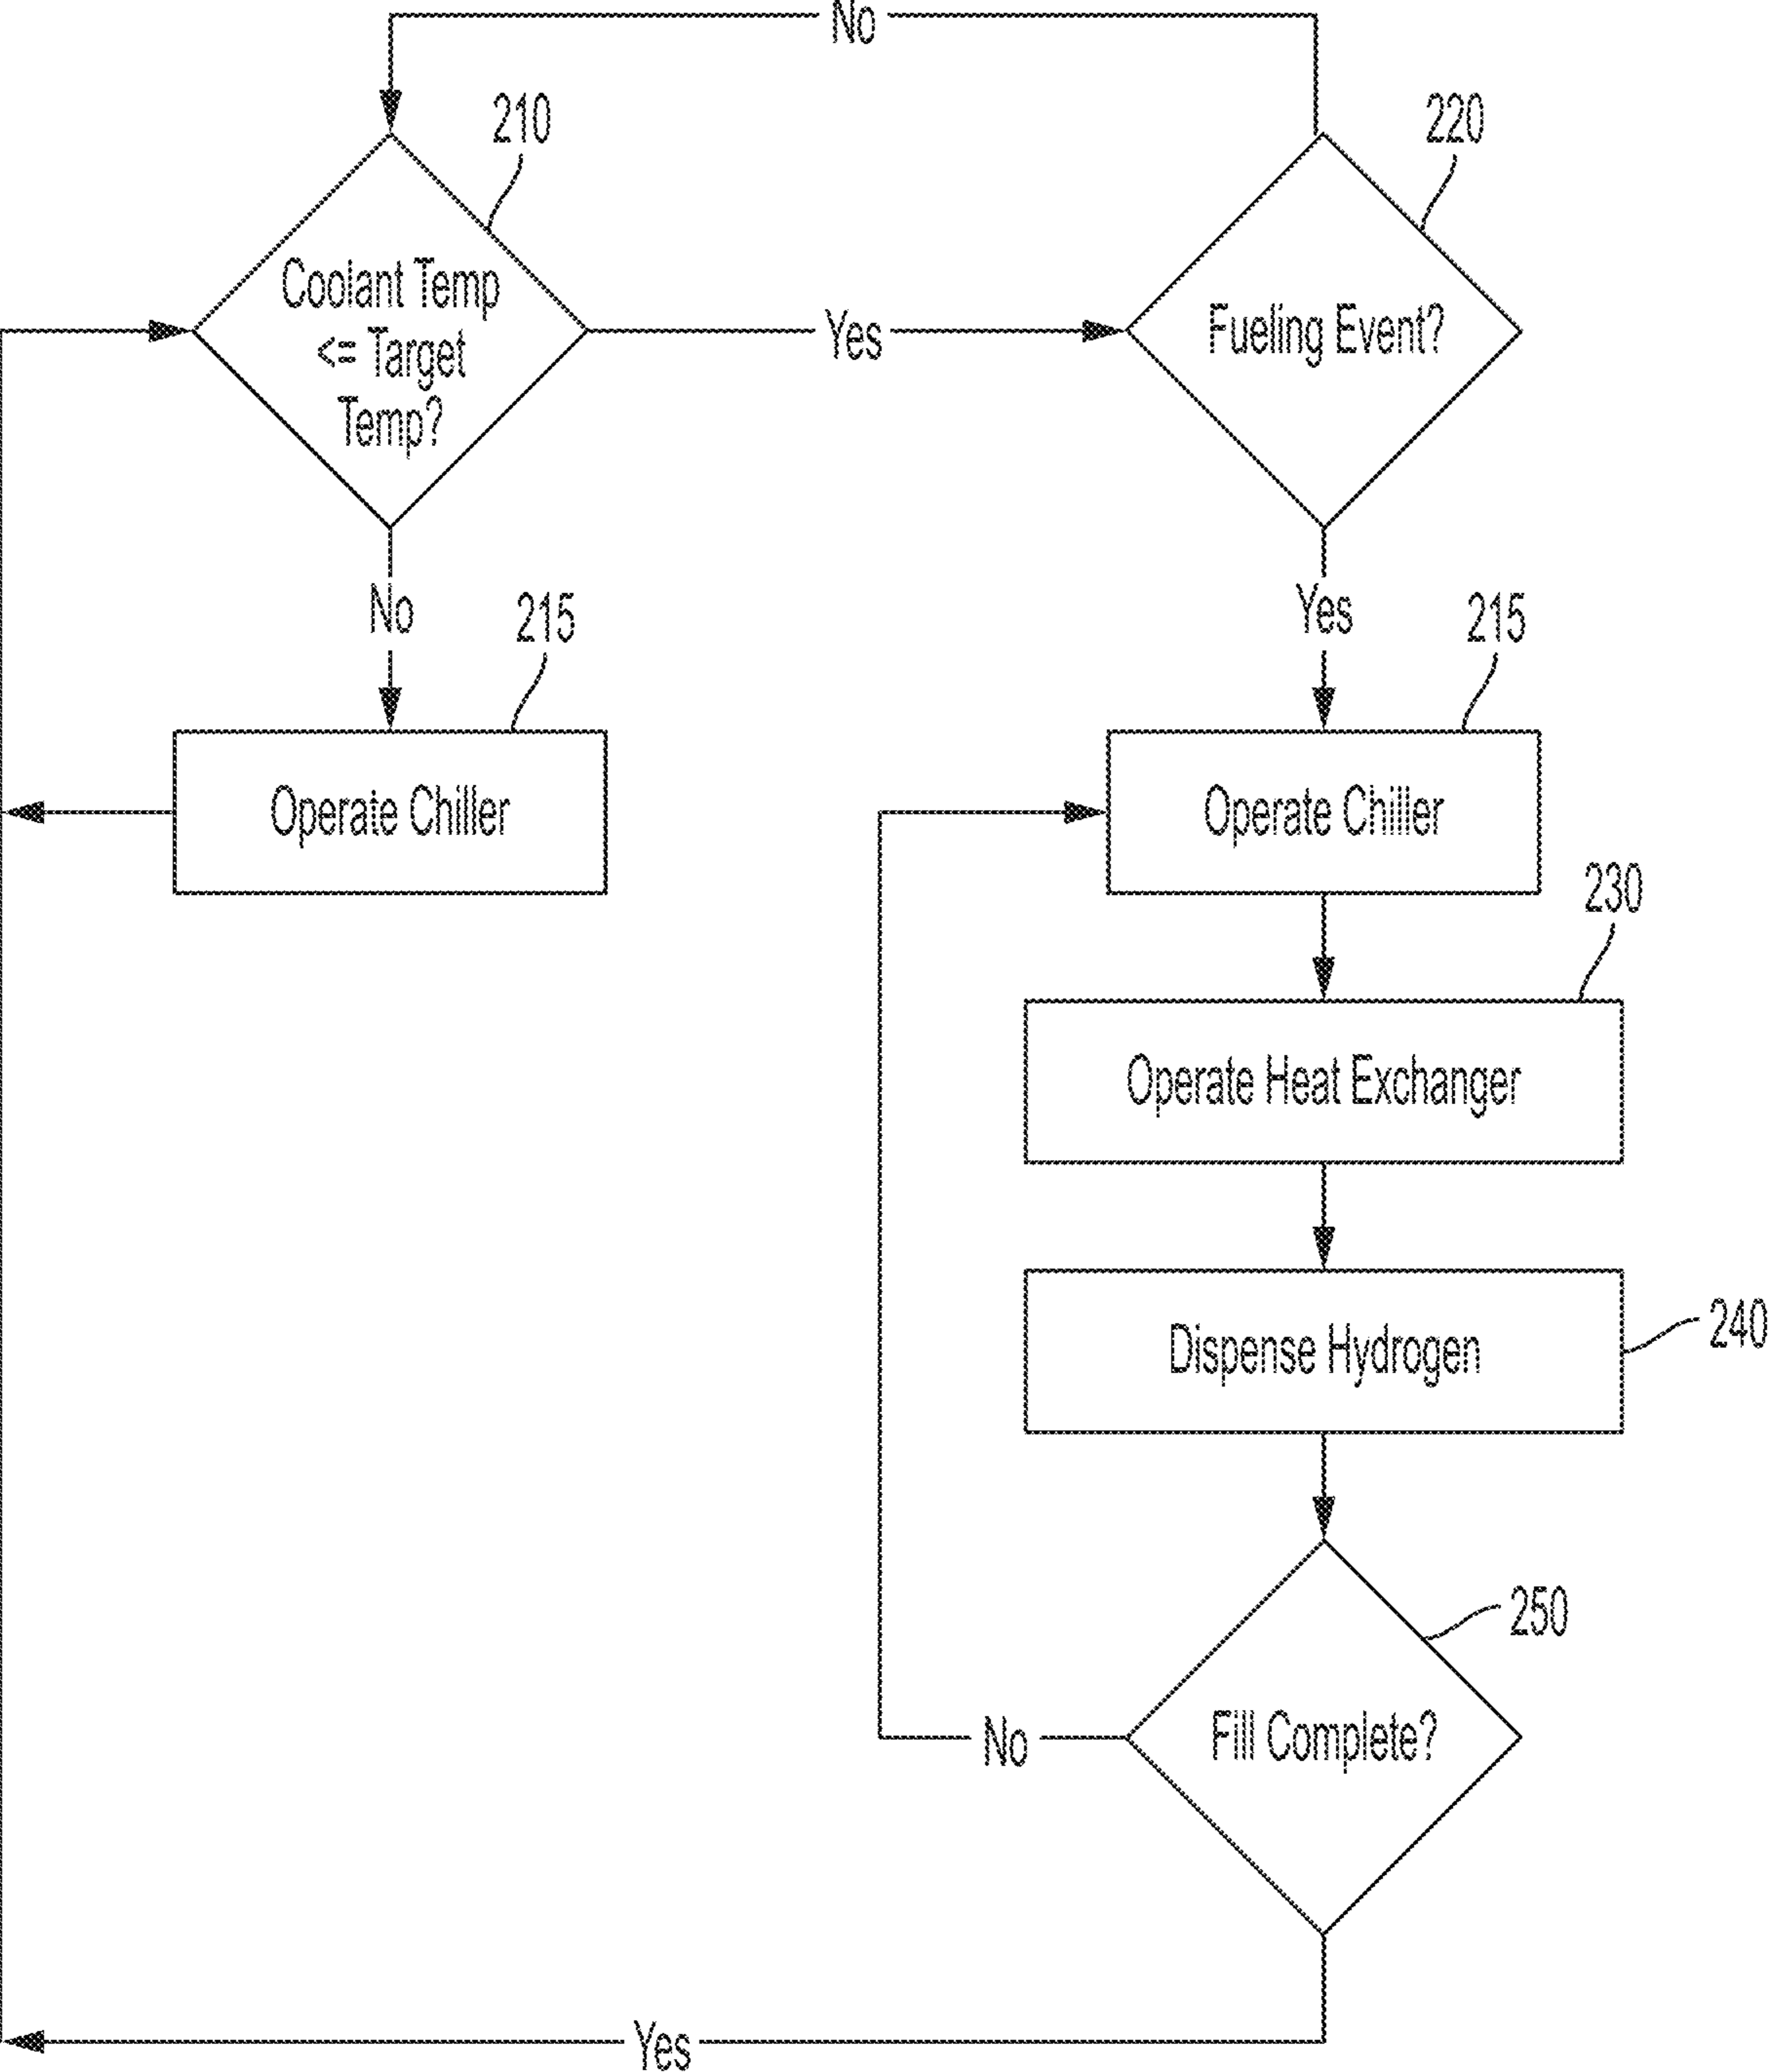 No
210
220
Coolant Temp
<= Target
Temp?
Yes
Fueling Event?
No
215
Yes
215
Operate Chiller
Operate Chiller
230
Operate Heat Exchanger
Dispense Hydrogen
240
250
Fill Complete?
No
Yes